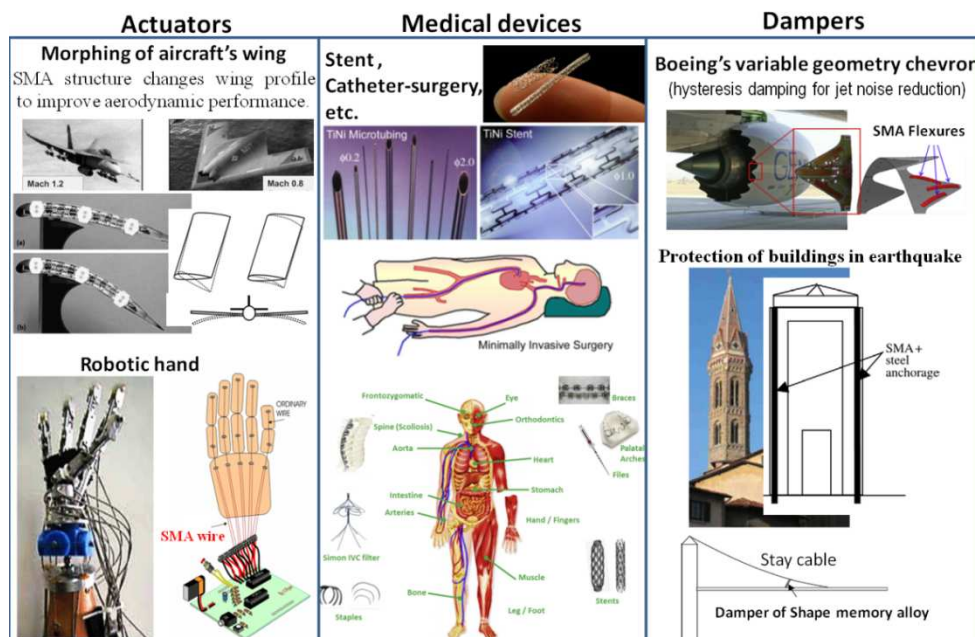 Actuators
Morphing of aircraft's wing
SMA structure changes wing profile
to improve aerodynamic performance.
Mach 1.2
Mach 0.8
(a)
(b)
Robotic hand
ORDINARY
WIRE
SMA wire
Medical devices
Stent ,
Catheter-surgery,
etc.
TiNi Microtubing
ϕ0.2
ϕ2.0
TiNi Stent
ϕ1.0
Minimally Invasive Surgery
Frontozygomatic
Eye
Braces
Orthodontics
Spine (Scoliosis)
Aorta
Palatal
Arches
Heart
Files
Stomach
Intestine
Arteries
Hand / Fingers
Simon IVC filter
Muscle
Bone
Stents
Leg / Foot
Staples
Dampers
Boeing's variable geometry chevron
(hysteresis damping for jet noise reduction)
SMA Flexures
GE
Protection of buildings in earthquake
SMA+
steel
anchorage
Stay cable
Damper of Shape memory alloy